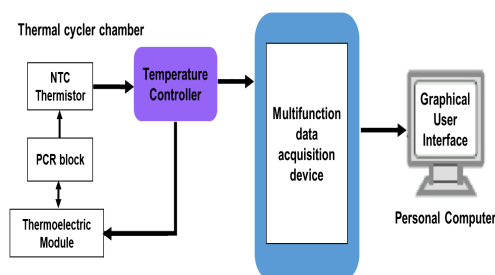 Thermal cycler chamber
NTC
Thermistor
Temperature
Controller
PCR block
Thermoelectric
Module
Multifunction
data
acquisition
device
Graphical
User
Interface
Personal Computer